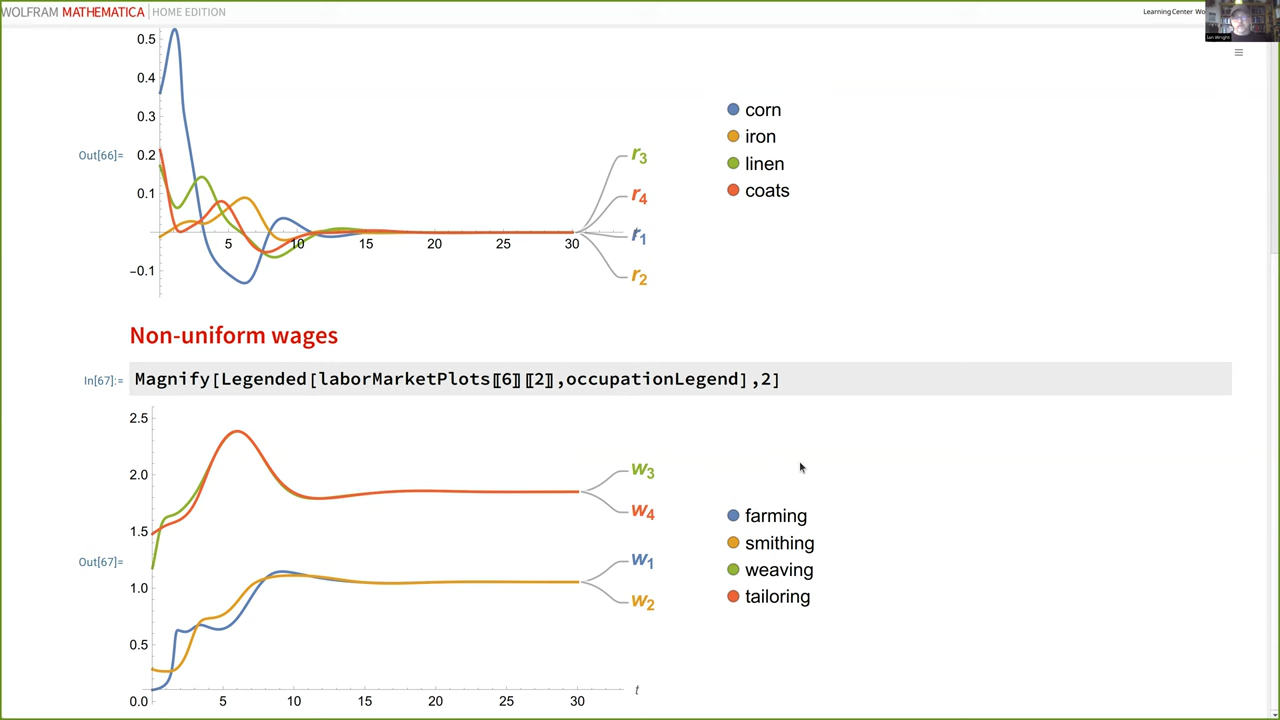 WOLFRAM MATHEMATICA | HOME EDITION
Learning Center Wo
Ian Wright
0.5
0.4
0.3
0.2
0.1
-0.1
Out[66]=
5 10 15 20 25 30
r3
r4
r1
r2
corn
iron
linen
coats
Non-uniform wages
In[67]:= Magnify[Legended[laborMarketPlots〚6〛〚2〛,occupationLegend],2]
2.5
2.0
1.5
1.0
0.5
0.0
Out[67]=
5 10 15 20 25 30
t
w3
w4
w1
w2
farming
smithing
weaving
tailoring